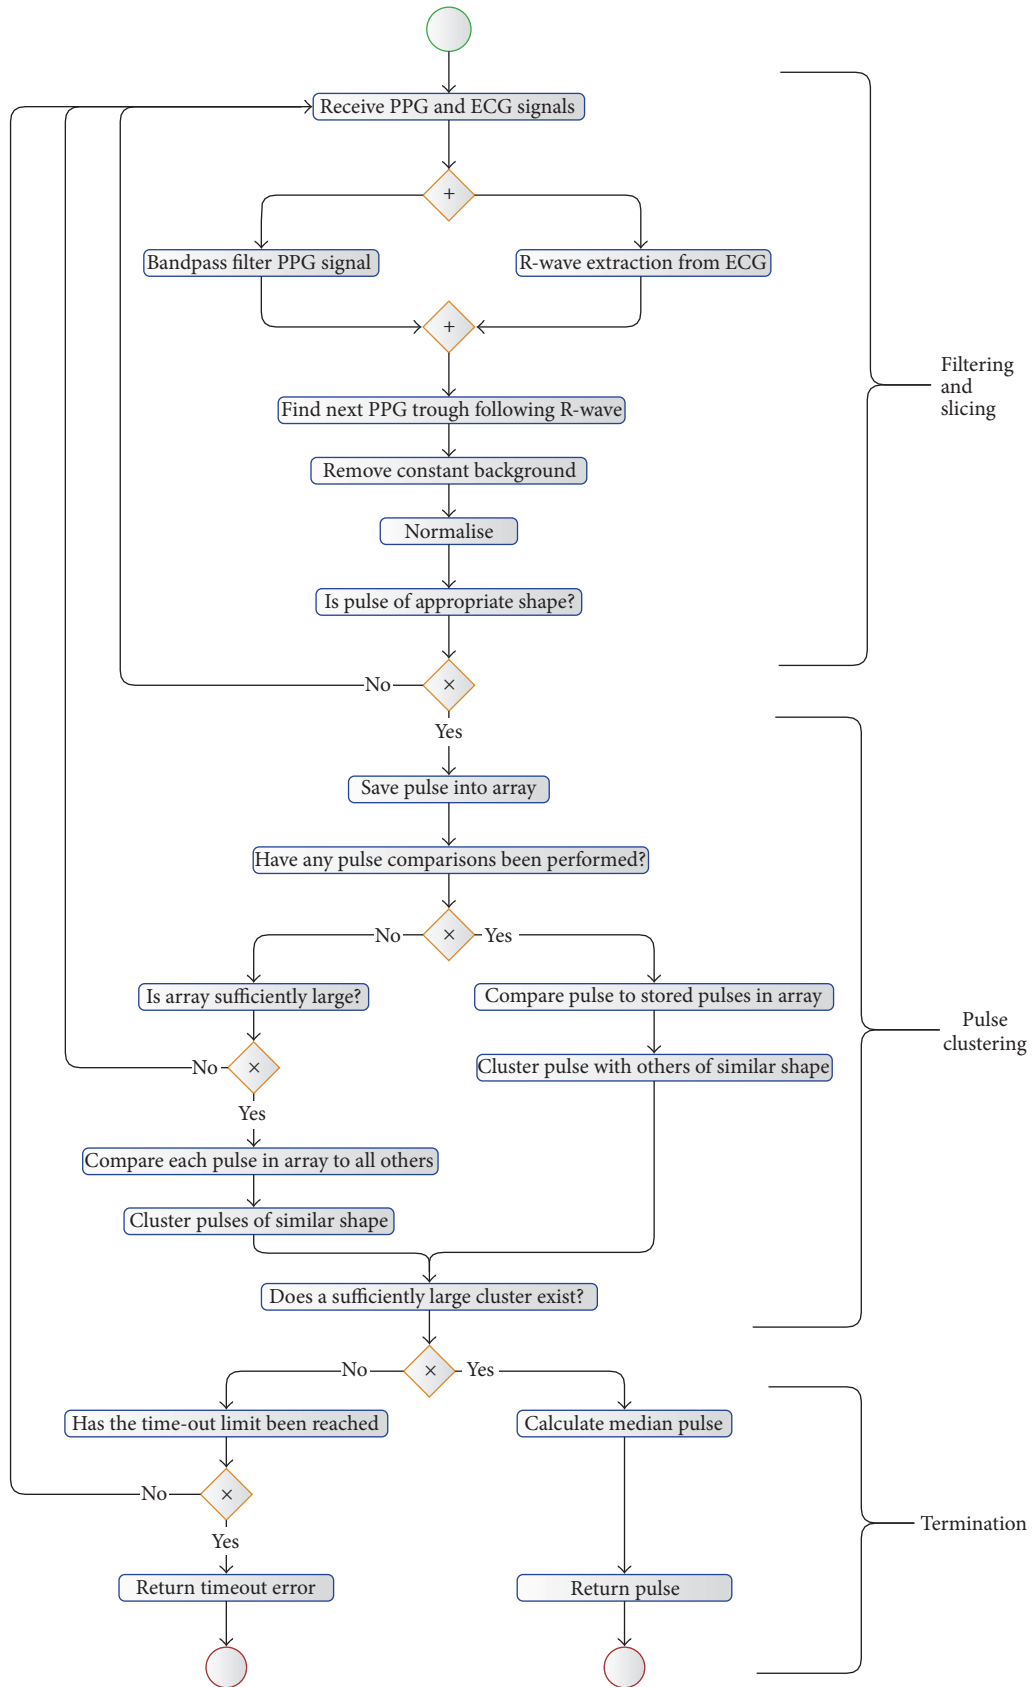 Receive PPG and ECG signals
+
Bandpass filter PPG signal
R-wave extraction from ECG
+
Filtering
and
slicing
Find next PPG trough following R-wave
Remove constant background
Normalise
Is pulse of appropriate shape?
No
×
Yes
Save pulse into array
Have any pulse comparisons been performed?
No
×
Yes
Is array sufficiently large?
Compare pulse to stored pulses in array
Pulse
clustering
No
×
Cluster pulse with others of similar shape
Yes
Compare each pulse in array to all others
Cluster pulses of similar shape
Does a sufficiently large cluster exist?
No
×
Yes
Has the time-out limit been reached
Calculate median pulse
No
×
Termination
Yes
Return timeout error
Return pulse